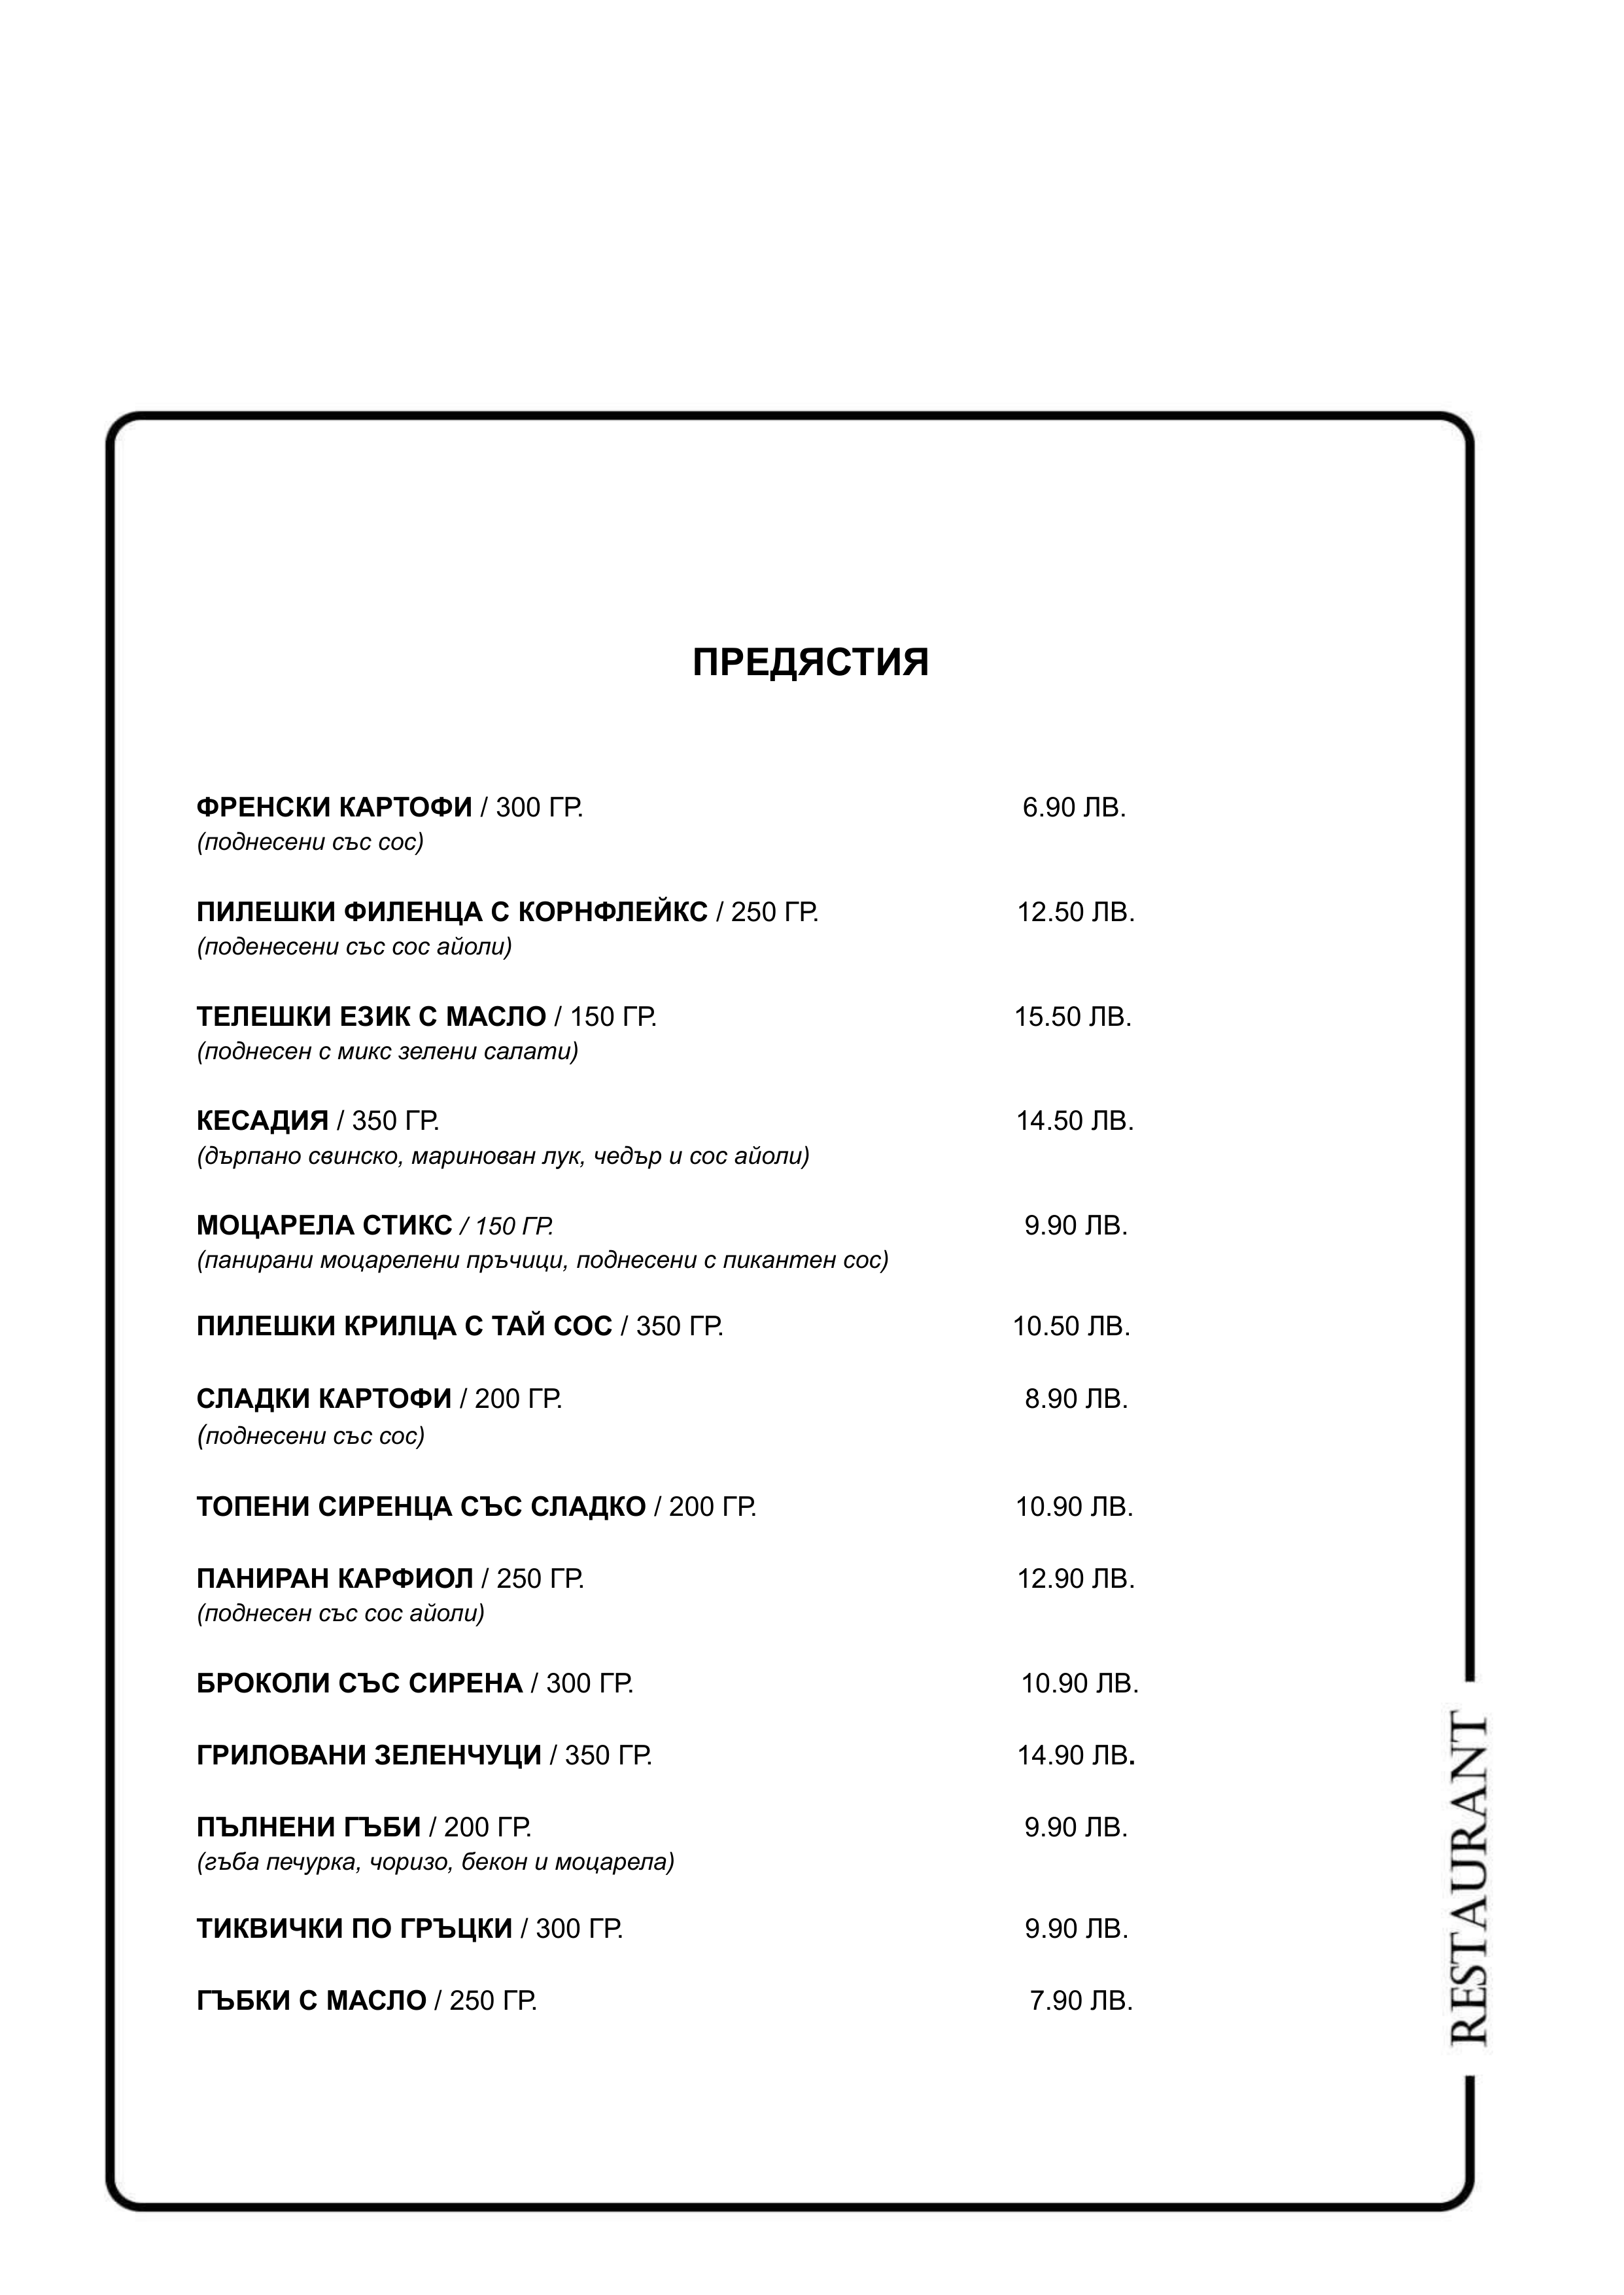 ПРЕДЯСТИЯ
ФРЕНСКИ КАРТОФИ / 300 ГР. 6.90 ЛВ.
(поднесени със сос)
ПИЛЕШКИ ФИЛЕНЦА С КОРНФЛЕЙКС / 250 ГР. 12.50 ЛВ.
(поденесени със сос айоли)
ТЕЛЕШКИ ЕЗИК С МАСЛО / 150 ГР. 15.50 ЛВ.
(поднесен с микс зелени салати)
КЕСАДИЯ / 350 ГР. 14.50 ЛВ.
(дърпано свинско, маринован лук, чедър и сос айоли)
МОЦАРЕЛА СТИКС / 150 ГР. 9.90 ЛВ.
(панирани моцарелени пръчици, поднесени с пикантен сос)
ПИЛЕШКИ КРИЛЦА С ТАЙ СОС / 350 ГР. 10.50 ЛВ.
СЛАДКИ КАРТОФИ / 200 ГР. 8.90 ЛВ.
(поднесени със сос)
ТОПЕНИ СИРЕНЦА СЪС СЛАДКО / 200 ГР. 10.90 ЛВ.
ПАНИРАН КАРФИОЛ / 250 ГР. 12.90 ЛВ.
(поднесен със сос айоли)
БРОКОЛИ СЪС СИРЕНА / 300 ГР. 10.90 ЛВ.
ГРИЛОВАНИ ЗЕЛЕНЧУЦИ / 350 ГР. 14.90 ЛВ.
ПЪЛНЕНИ ГЪБИ / 200 ГР. 9.90 ЛВ.
(гъба печурка, чоризо, бекон и моцарела)
ТИКВИЧКИ ПО ГРЪЦКИ / 300 ГР. 9.90 ЛВ.
ГЪБКИ С МАСЛО / 250 ГР. 7.90 ЛВ.
RESTAURANT